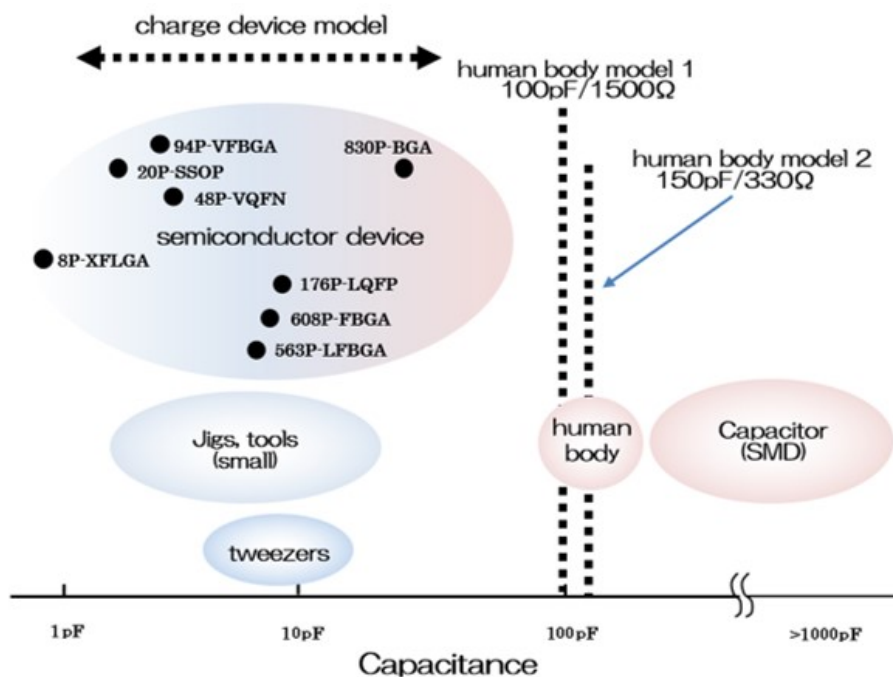 charge device model
human body model 1
100pF/1500Ω
human body model 2
150pF/330Ω
94P-VFBGA
830P-BGA
20P-SSOP
48P-VQFN
semiconductor device
8P-XFLGA
176P-LQFP
608P-FBGA
563P-LFBGA
Jigs, tools
(small)
human
body
Capacitor
(SMD)
tweezers
1pF
10pF
100pF
>1000pF
Capacitance